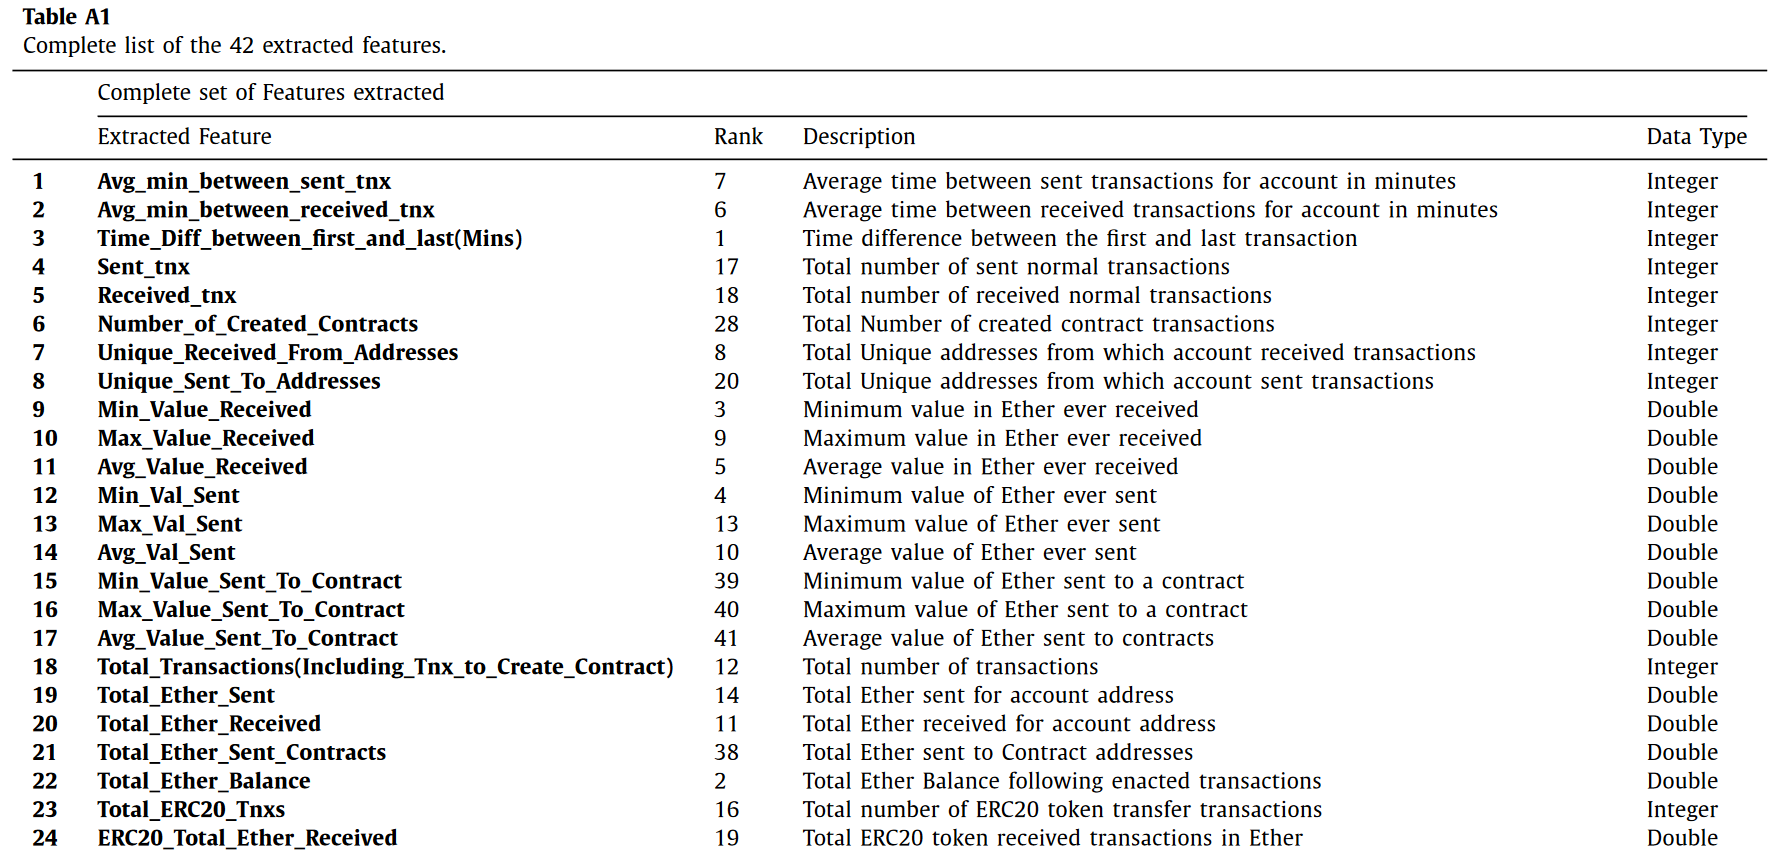 Table A1
Complete list of the 42 extracted features.
Complete set of Features extracted
Extracted Feature Rank Description Data Type
1 Avg_min_between_sent_tnx 7 Average time between sent transactions for account in minutes Integer
2 Avg_min_between_received_tnx 6 Average time between received transactions for account in minutes Integer
3 Time_Diff_between_first_and_last(Mins) 1 Time difference between the first and last transaction Integer
4 Sent_tnx 17 Total number of sent normal transactions Integer
5 Received_tnx 18 Total number of received normal transactions Integer
6 Number_of_Created_Contracts 28 Total Number of created contract transactions Integer
7 Unique_Received_From_Addresses 8 Total Unique addresses from which account received transactions Integer
8 Unique_Sent_To_Addresses 20 Total Unique addresses from which account sent transactions Integer
9 Min_Value_Received 3 Minimum value in Ether ever received Double
10 Max_Value_Received 9 Maximum value in Ether ever received Double
11 Avg_Value_Received 5 Average value in Ether ever received Double
12 Min_Val_Sent 4 Minimum value of Ether ever sent Double
13 Max_Val_Sent 13 Maximum value of Ether ever sent Double
14 Avg_Val_Sent 10 Average value of Ether ever sent Double
15 Min_Value_Sent_To_Contract 39 Minimum value of Ether sent to a contract Double
16 Max_Value_Sent_To_Contract 40 Maximum value of Ether sent to a contract Double
17 Avg_Value_Sent_To_Contract 41 Average value of Ether sent to contracts Double
18 Total_Transactions(Including_Tnx_to_Create_Contract) 12 Total number of transactions Integer
19 Total_Ether_Sent 14 Total Ether sent for account address Double
20 Total_Ether_Received 11 Total Ether received for account address Double
21 Total_Ether_Sent_Contracts 38 Total Ether sent to Contract addresses Double
22 Total_Ether_Balance 2 Total Ether Balance following enacted transactions Double
23 Total_ERC20_Tnxs 16 Total number of ERC20 token transfer transactions Integer
24 ERC20_Total_Ether_Received 19 Total ERC20 token received transactions in Ether Double